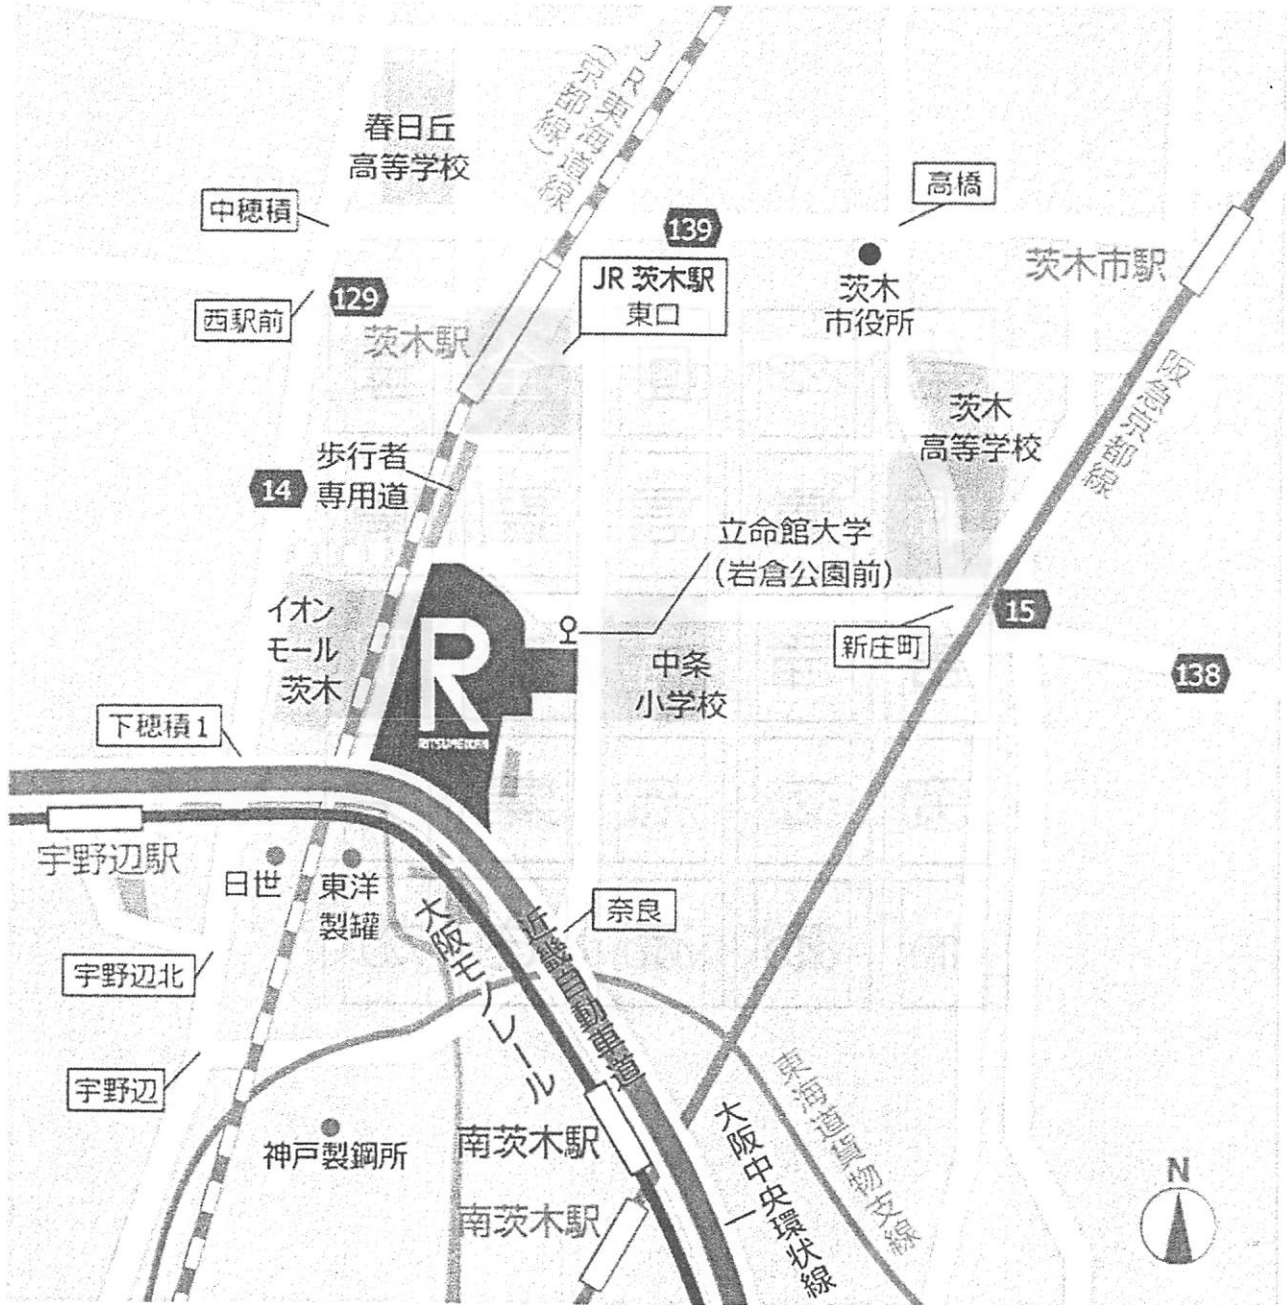 JR東海道線
（京都線）
春日丘
高等学校
中穂積
139
高橋
JR 茨木駅
東口
茨木
市役所
茨木市駅
西駅前
129
茨木駅
阪急京都線
茨木
高等学校
歩行者
専用道
14
立命館大学
（岩倉公園前）
イオン
モール
茨木
R
RITSUMEIKAN
中条
小学校
新庄町
15
138
下穂積1
宇野辺駅
日世
東洋
製罐
大阪モノレール
近畿自動車道
奈良
宇野辺北
宇野辺
神戸製鋼所
南茨木駅
南茨木駅
大阪中央環状線
東海道貨物支線
N